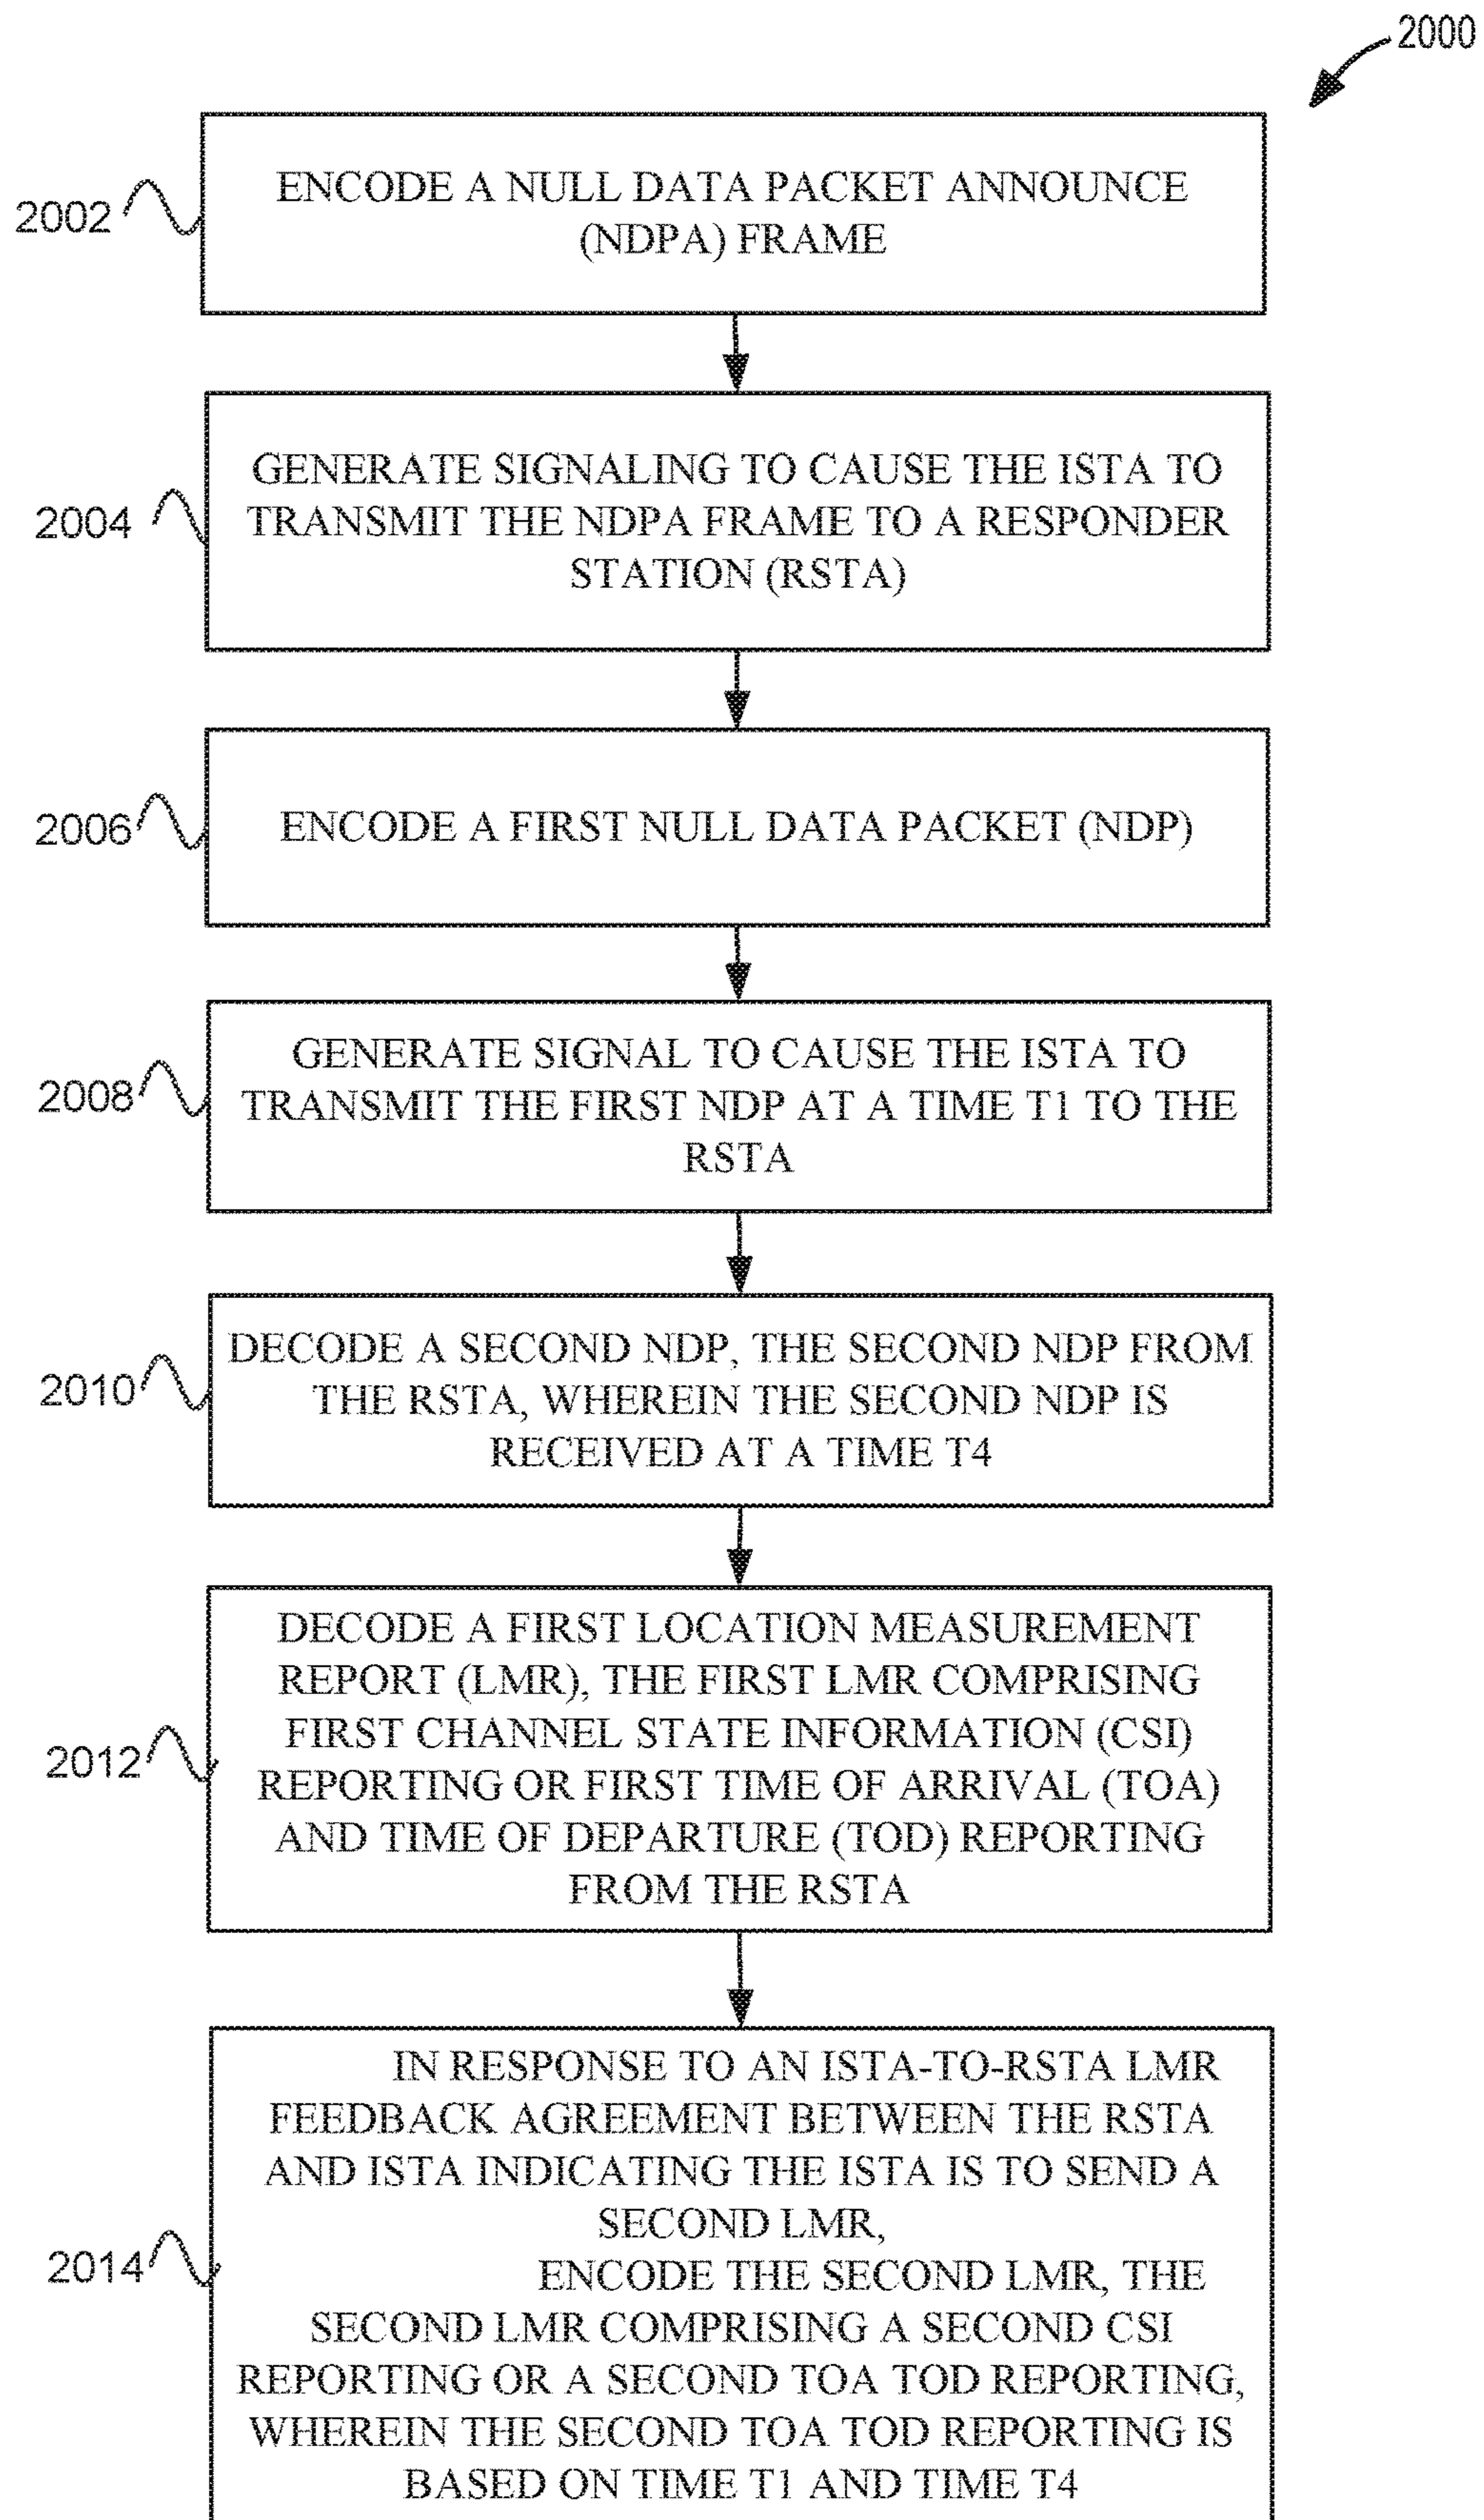 2000
2002
ENCODE A NULL DATA PACKET ANNOUNCE
(NDPA) FRAME
2004
GENERATE SIGNALING TO CAUSE THE ISTA TO
TRANSMIT THE NDPA FRAME TO A RESPONDER
STATION (RSTA)
2006
ENCODE A FIRST NULL DATA PACKET (NDP)
2008
GENERATE SIGNAL TO CAUSE THE ISTA TO
TRANSMIT THE FIRST NDP AT A TIME T1 TO THE
RSTA
2010
DECODE A SECOND NDP, THE SECOND NDP FROM
THE RSTA, WHEREIN THE SECOND NDP IS
RECEIVED AT A TIME T4
2012
DECODE A FIRST LOCATION MEASUREMENT
REPORT (LMR), THE FIRST LMR COMPRISING
FIRST CHANNEL STATE INFORMATION (CSI)
REPORTING OR FIRST TIME OF ARRIVAL (TOA)
AND TIME OF DEPARTURE (TOD) REPORTING
FROM THE RSTA
2014
IN RESPONSE TO AN ISTA-TO-RSTA LMR
FEEDBACK AGREEMENT BETWEEN THE RSTA
AND ISTA INDICATING THE ISTA IS TO SEND A
SECOND LMR,
ENCODE THE SECOND LMR, THE
SECOND LMR COMPRISING A SECOND CSI
REPORTING OR A SECOND TOA TOD REPORTING,
WHEREIN THE SECOND TOA TOD REPORTING IS
BASED ON TIME T1 AND TIME T4